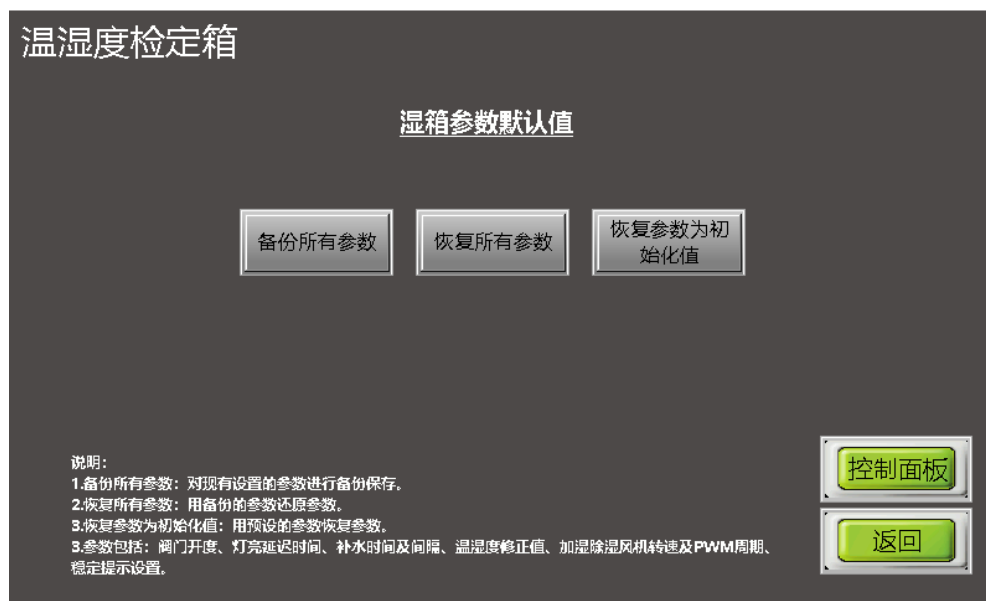 温湿度检定箱
湿箱参数默认值
备份所有参数
恢复所有参数
恢复参数为初
始化值
说明：
1.备份所有参数：对现有设置的参数进行备份保存。
2.恢复所有参数：用备份的参数还原参数。
3.恢复参数为初始化值：用预设的参数恢复参数。
3.参数包括：阀门开度、灯亮延迟时间、补水时间及间隔、温湿度修正值、加湿除湿风机转速及PWM周期、
稳定提示设置。
控制面板
返回